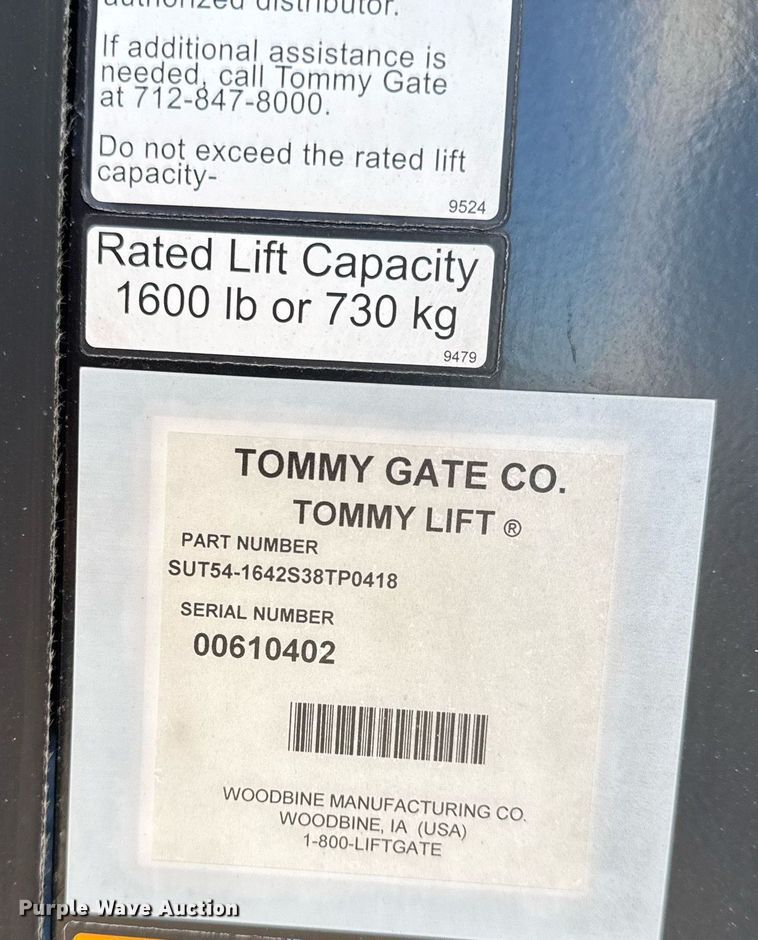 authorized distributor.
If additional assistance is
needed, call Tommy Gate
at 712-847-8000.
Do not exceed the rated lift
capacity-
9524
Rated Lift Capacity
1600 lb or 730 kg
9479
TOMMY GATE CO.
TOMMY LIFT ®
PART NUMBER
SUT54-1642S38TP0418
SERIAL NUMBER
00610402
WOODBINE MANUFACTURING CO.
WOODBINE, IA (USA)
1-800-LIFTGATE
Purple Wave Auction